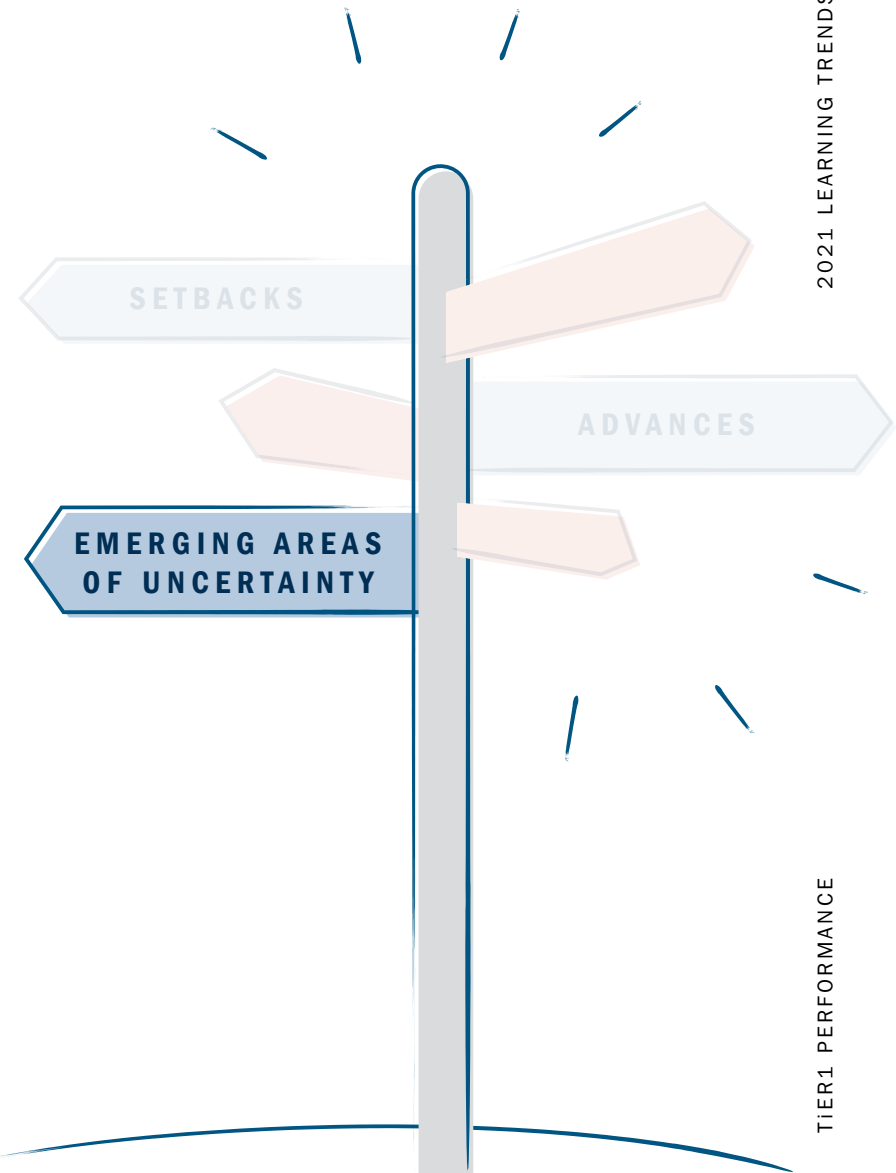 2021 LEARNING TRENDS
SETBACKS
ADVANCES
EMERGING AREAS
OF UNCERTAINTY
TiER1 PERFORMANCE